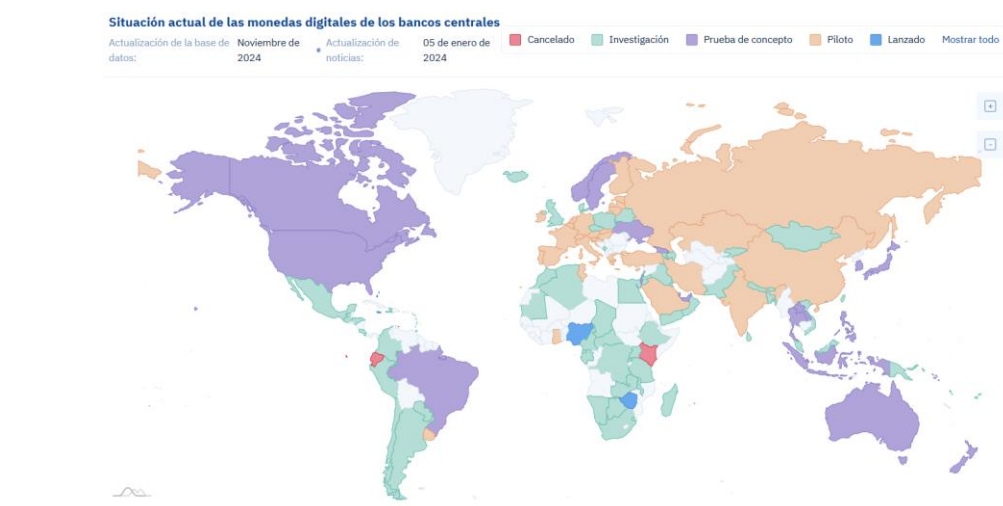 Situación actual de las monedas digitales de los bancos centrales
Actualización de la base de datos:
Noviembre de 2024
Actualización de noticias:
05 de enero de 2024
Cancelado
Investigación
Prueba de concepto
Piloto
Lanzado
Mostrar todo